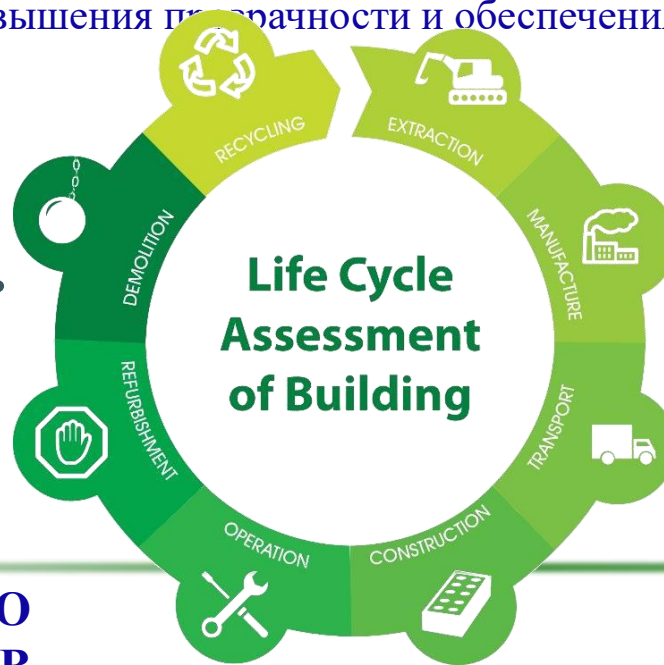 вышения прозрачности и обеспечени
RECYCLING
EXTRACTION
MANUFACTURE
TRANSPORT
CONSTRUCTION
OPERATION
REFURBISHMENT
DEMOLITION
Life Cycle
Assessment
of Building
О
В